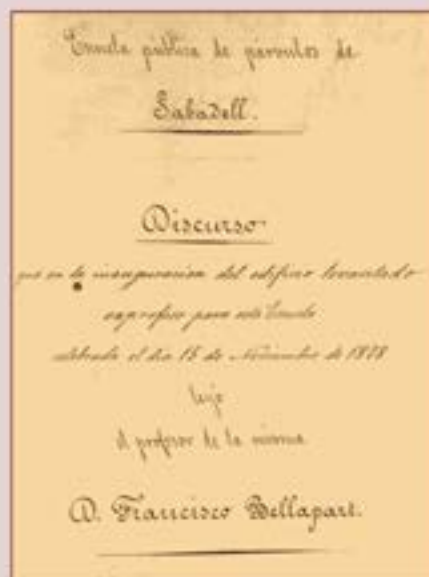 Escuela pública de párvulos de
Sabadell.
Discurso
que en la inauguracion del edificio levantado
exprofeso para esta Escuela
celebrada el dia 15 de Noviembre de 1878
leyó
el profesor de la misma
D. Francisco Bellapart.